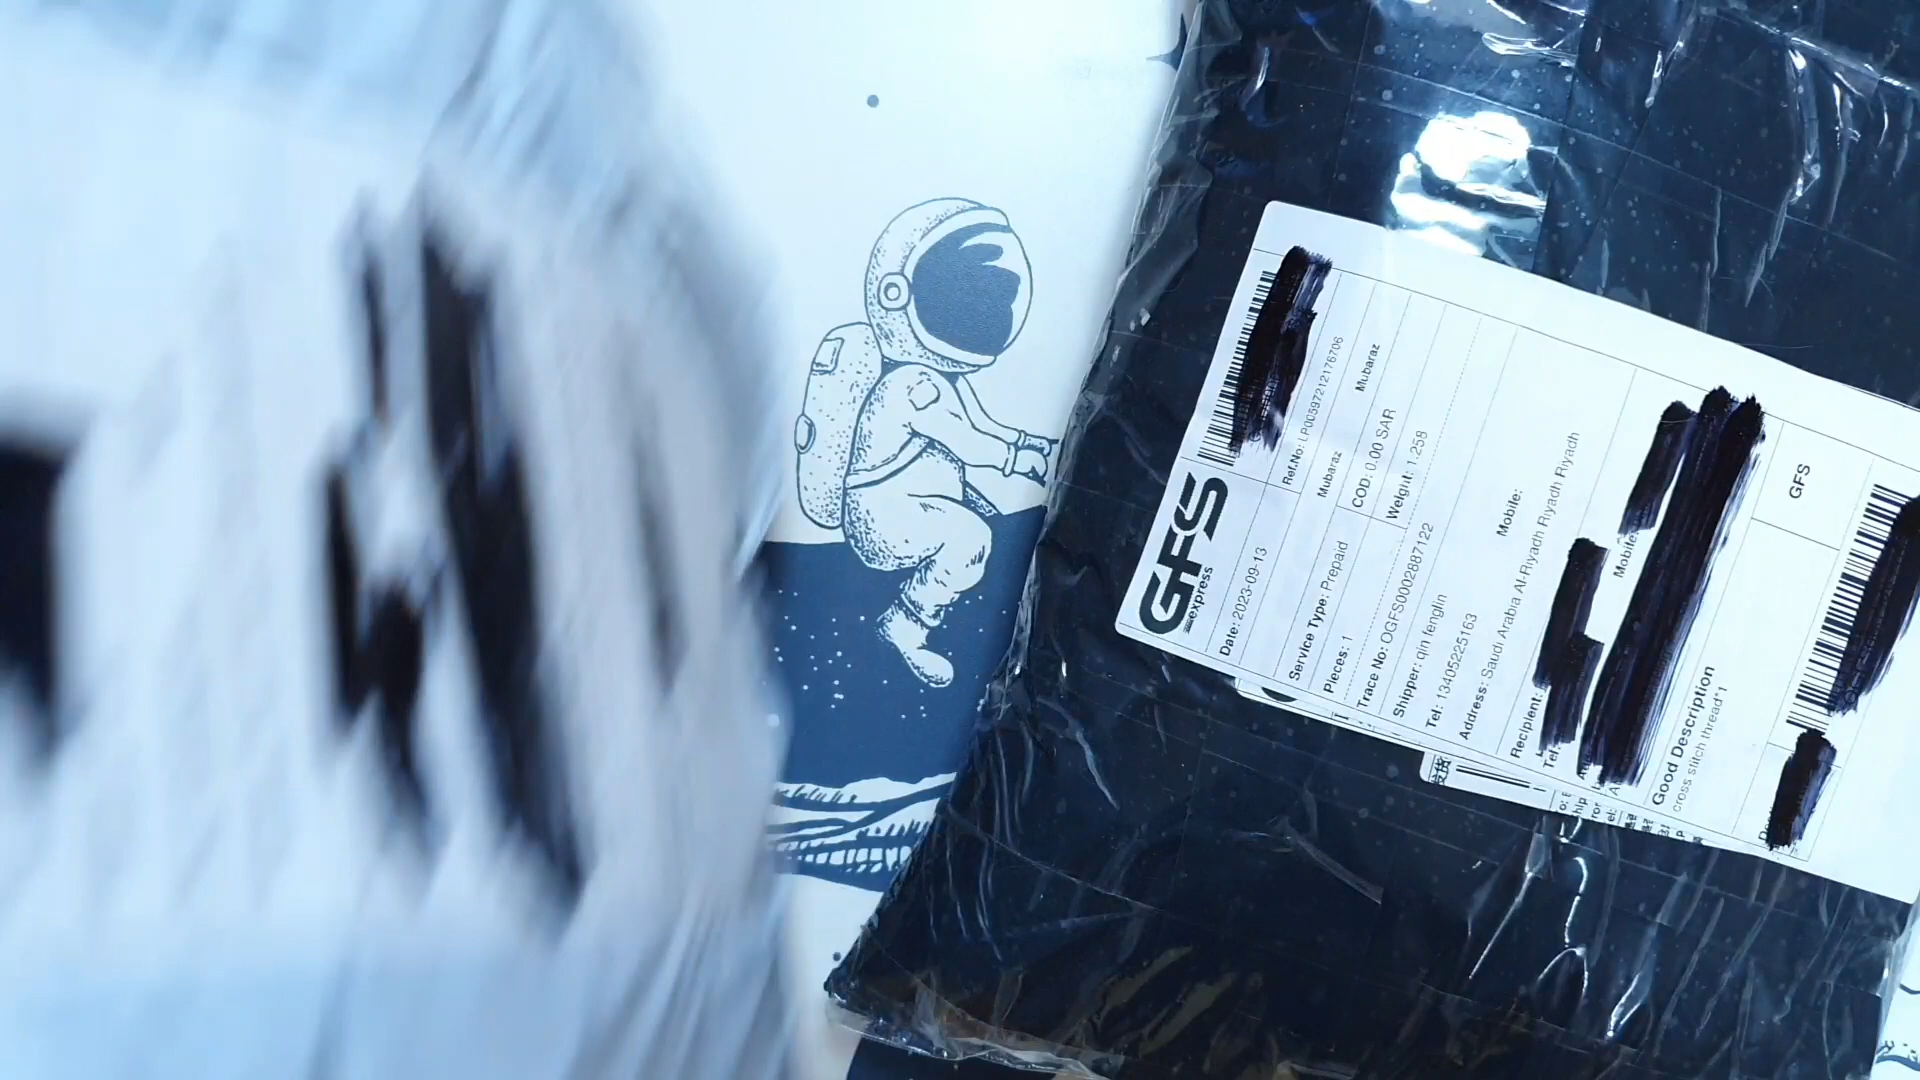 GFS
express
Ref.No: LP00597212176706
Date: 2023-09-13
Mubaraz
Mubaraz
Service Type: Prepaid
COD: 0.00 SAR
Pieces: 1
Weight: 1.258
Trace No: OGFS0002887122
Shipper: qin fenglin
Tel: 13405225163
Mobile:
Address: Saudi Arabia Al-Riyadh Riyadh Riyadh
Recipient:
Tel:
Mobile:
Good Description
cross stitch thread*1
GFS